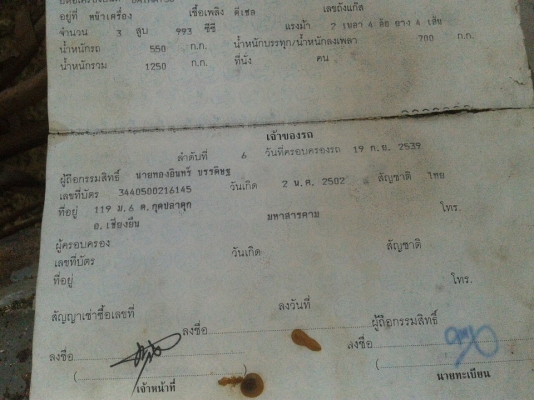 อยู่ที่ หน้าเครื่อง เชื้อเพลิง ดีเซล เลขถังแก๊ส
จำนวน 3 สูบ 993 ซีซี แรงม้า 2 เพลา 4 ล้อ ยาง 4 เส้น
น้ำหนักรถ 550 ก.ก. น้ำหนักบรรทุก/น้ำหนักลงเพลา 700 ก.ก.
น้ำหนักรวม 1250 ก.ก. ที่นั่ง คน
เจ้าของรถ
ลำดับที่ 6 วันที่ครอบครองรถ 19 ก.ย. 2539
ผู้ถือกรรมสิทธิ์ นายทองอินทร์ บรรดิษฐ
เลขที่บัตร 3440500216145 วันเกิด 2 ม.ค. 2502 สัญชาติ ไทย
ที่อยู่ 119 ม.6 ต.กุดปลาดุก
อ.เชียงยืน มหาสารคาม โทร.
ผู้ครอบครอง
เลขที่บัตร วันเกิด สัญชาติ
ที่อยู่ โทร.
สัญญาเช่าซื้อเลขที่ ลงวันที่
ลงชื่อ ผู้ถือกรรมสิทธิ์
ลงชื่อ ลงชื่อ
เจ้าหน้าที่ นายทะเบียน